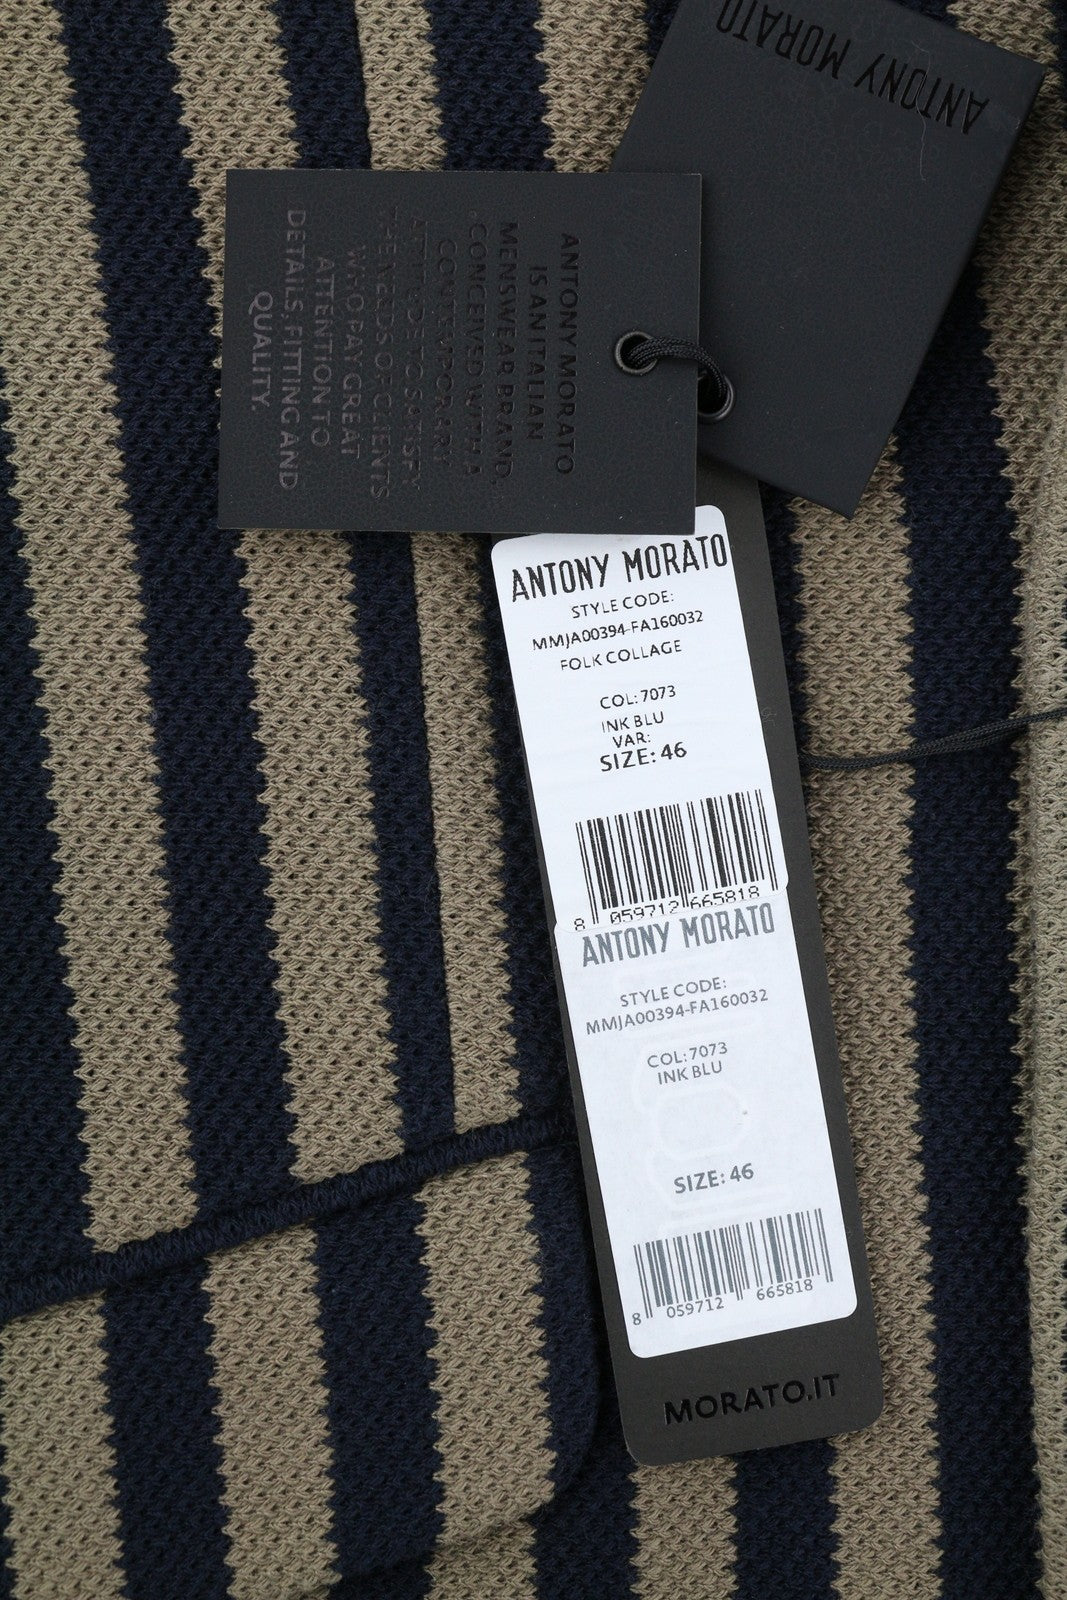 ANTONY MORATO
ANTONY MORATO
IS AN ITALIAN
MENSWEAR BRAND,
CONCEIVED WITH A
CONTEMPORARY
ATTITUDE TO SATISFY
THE NEEDS OF CLIENTS
WHO PAY GREAT
ATTENTION TO
DETAILS, FITTING AND
QUALITY.
ANTONY MORATO
STYLE CODE:
MMJA00394-FA160032
FOLK COLLAGE
COL: 7073
INK BLU
VAR:
SIZE: 46
8 059712 665818
ANTONY MORATO
STYLE CODE:
MMJA00394-FA160032
COL: 7073
INK BLU
SIZE: 46
8 059712 665818
MORATO.IT